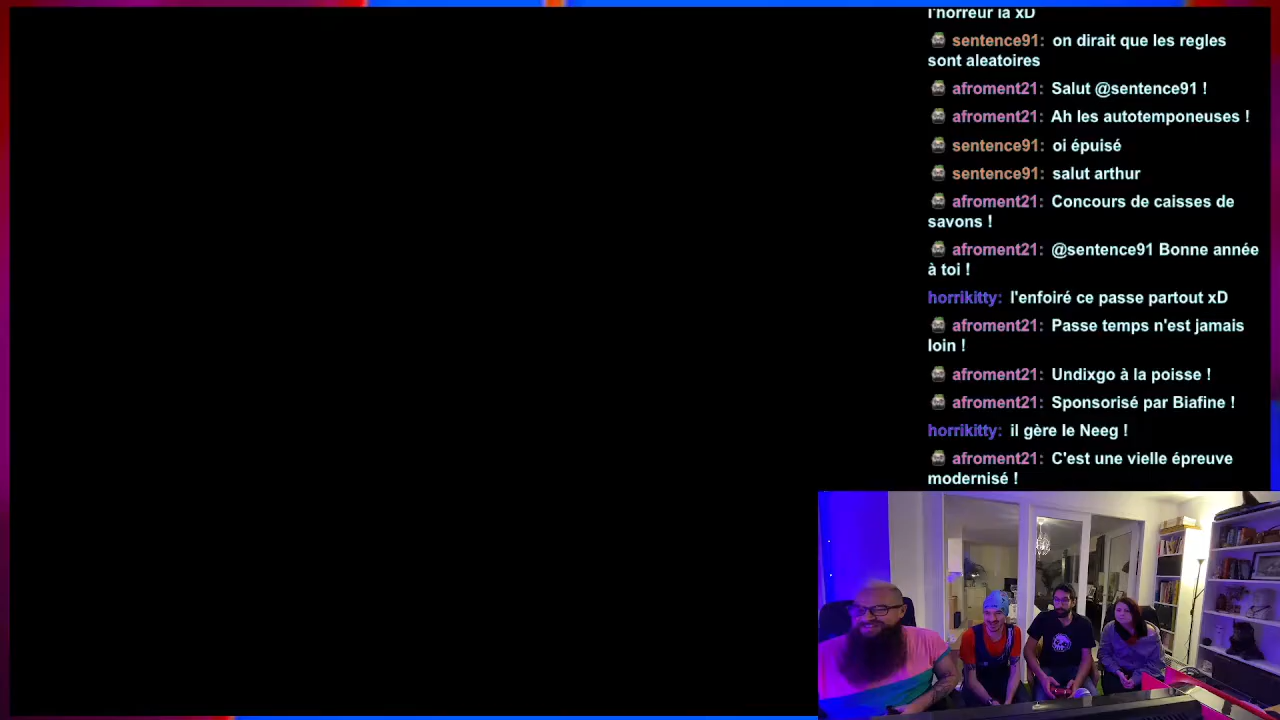 l'horreur la xD
sentence91: on dirait que les regles
sont aleatoires
afroment21: Salut @sentence91 !
afroment21: Ah les autotemponeuses !
sentence91: oi épuisé
sentence91: salut arthur
afroment21: Concours de caisses de
savons !
afroment21: @sentence91 Bonne année
à toi !
horrikitty: l'enfoiré ce passe partout xD
afroment21: Passe temps n'est jamais
loin !
afroment21: Undixgo à la poisse !
afroment21: Sponsorisé par Biafine !
horrikitty: il gère le Neeg !
afroment21: C'est une vielle épreuve
modernisé !